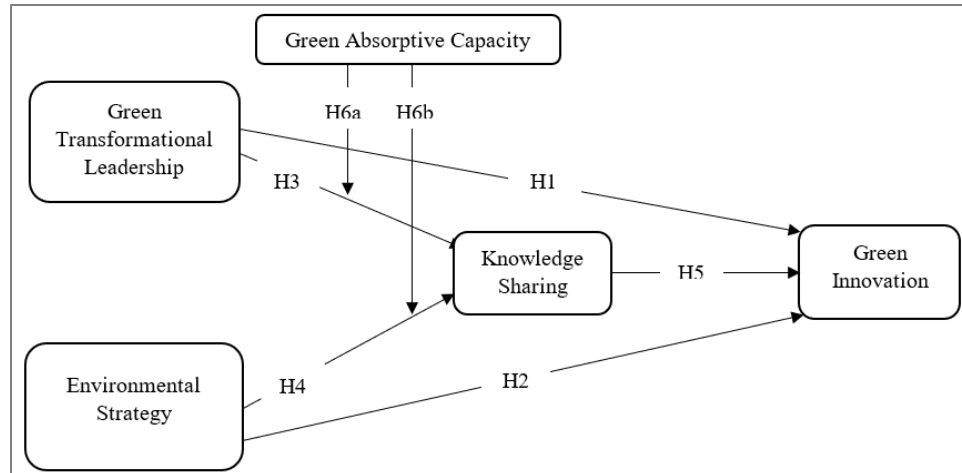 Green Absorptive Capacity
Green
Transformational
Leadership
H6a
H6b
H3
H1
Knowledge
Sharing
H5
Green
Innovation
Environmental
Strategy
H4
H2